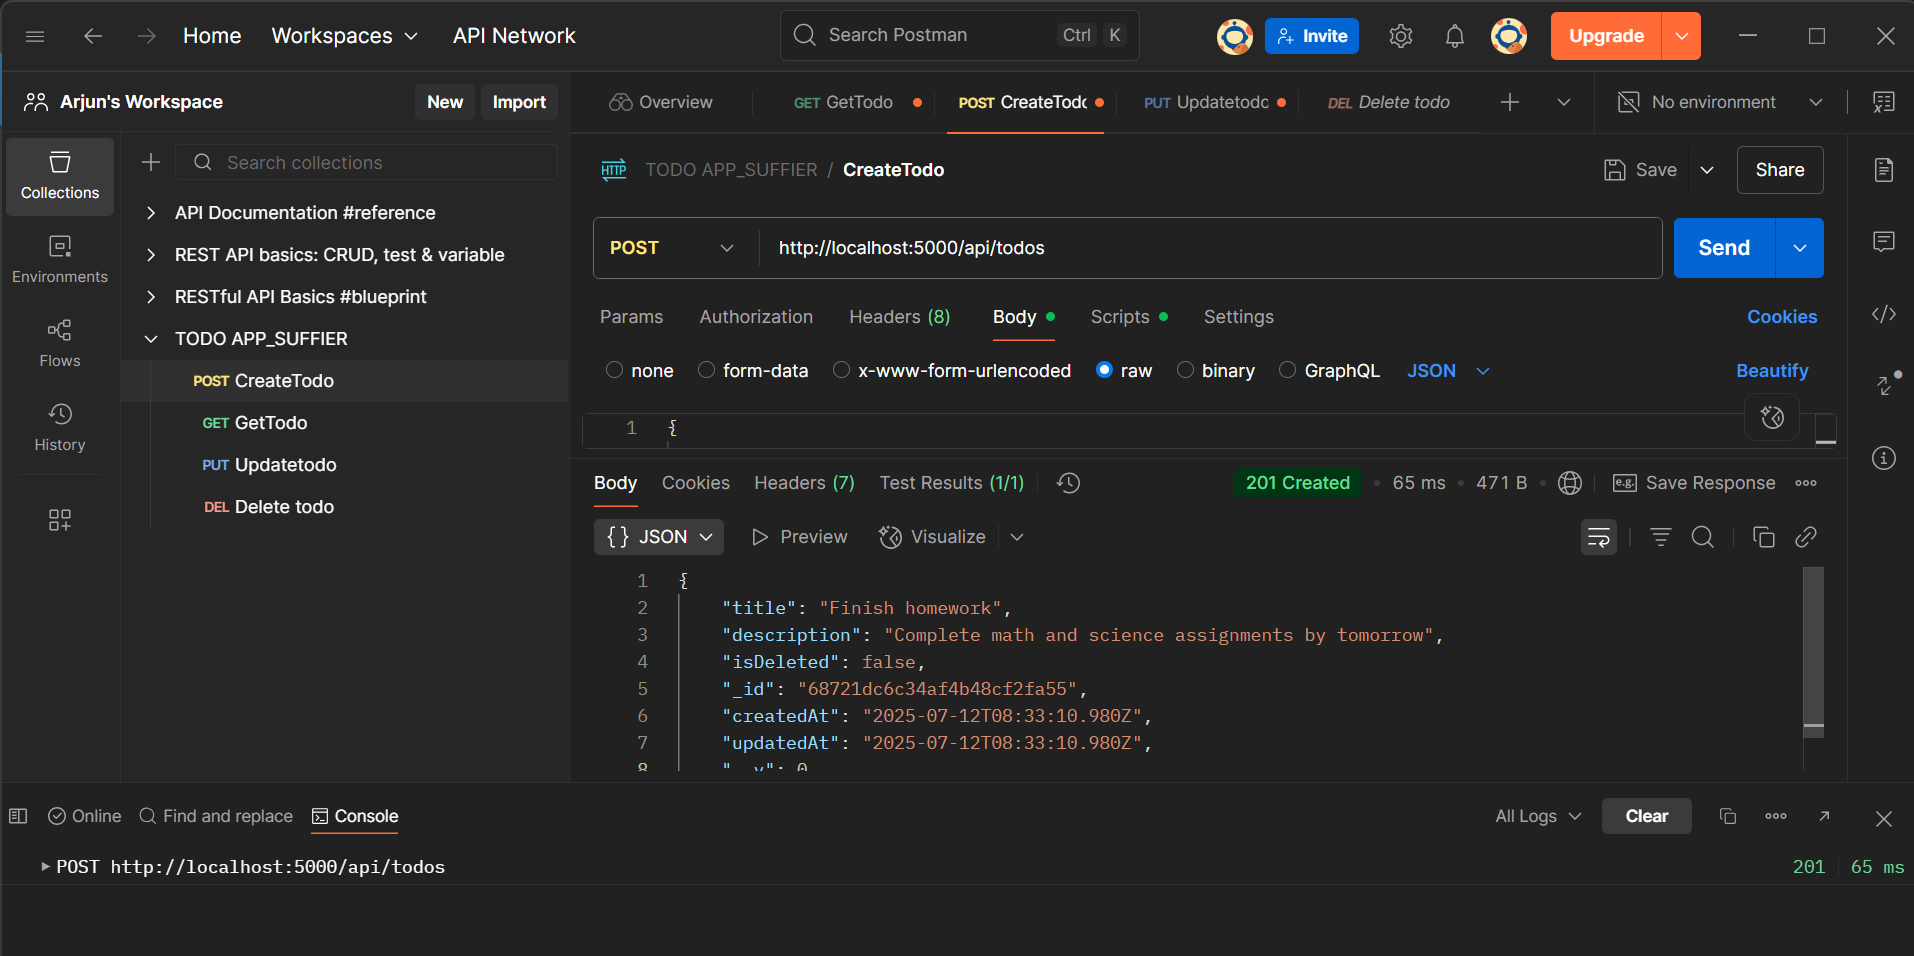 Home Workspaces API Network Search Postman Ctrl K Invite Upgrade
Arjun's Workspace New Import Overview GET GetTodo POST CreateTodo PUT Updatetodo DEL Delete todo No environment
Collections
Search collections
HTTP TODO APP_SUFFIER / CreateTodo Save Share
API Documentation #reference
REST API basics: CRUD, test & variable
RESTful API Basics #blueprint
TODO APP_SUFFIER
POST CreateTodo
GET GetTodo
PUT Updatetodo
DEL Delete todo
Environments
Flows
History
POST http://localhost:5000/api/todos Send
Params Authorization Headers (8) Body Scripts Settings Cookies
none form-data x-www-form-urlencoded raw binary GraphQL JSON Beautify
1 {
Body Cookies Headers (7) Test Results (1/1) 201 Created 65 ms 471 B e.g. Save Response
{} JSON Preview Visualize
1 {
2 "title": "Finish homework",
3 "description": "Complete math and science assignments by tomorrow",
4 "isDeleted": false,
5 "_id": "68721dc6c34af4b48cf2fa55",
6 "createdAt": "2025-07-12T08:33:10.980Z",
7 "updatedAt": "2025-07-12T08:33:10.980Z",
8 "__v": 0
Online Find and replace Console All Logs Clear
POST http://localhost:5000/api/todos 201 65 ms